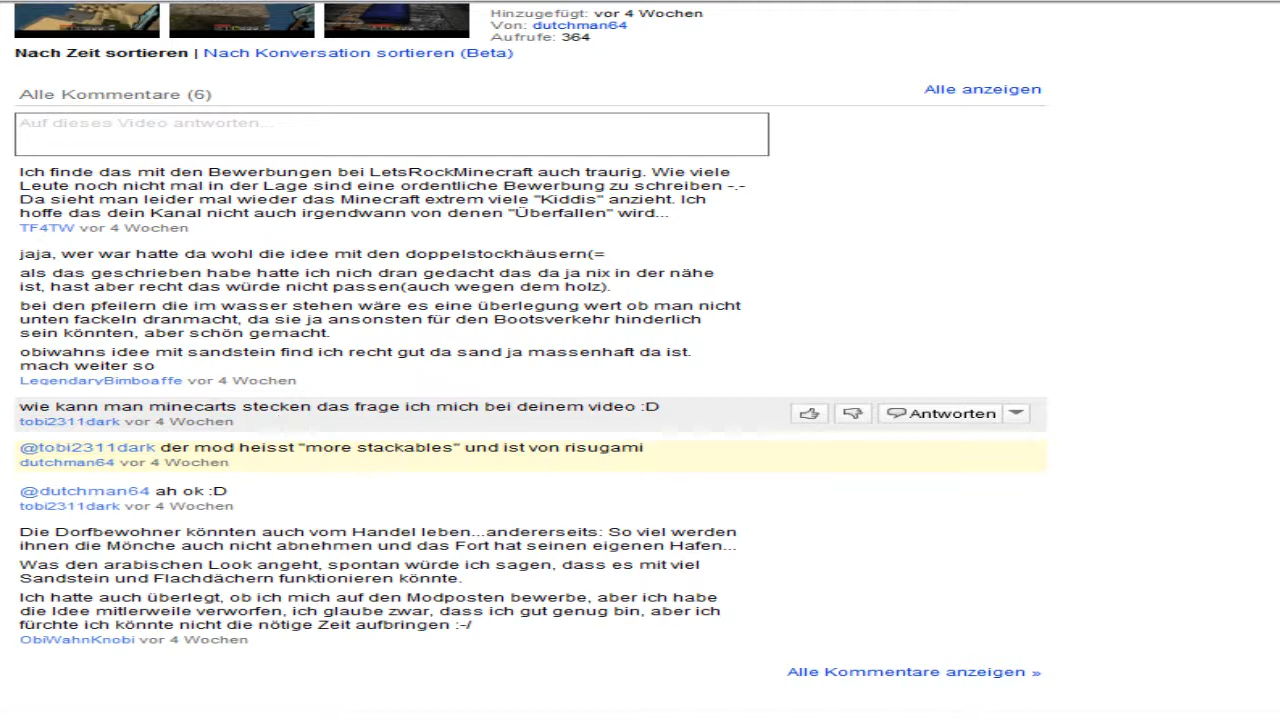 Hinzugefügt: vor 4 Wochen
Von: dutchman64
Aufrufe: 364
Nach Zeit sortieren | Nach Konversation sortieren (Beta)
Alle Kommentare (6)
Alle anzeigen
Auf dieses Video antworten...
Ich finde das mit den Bewerbungen bei LetsRockMinecraft auch traurig. Wie viele
Leute noch nicht mal in der Lage sind eine ordentliche Bewerbung zu schreiben -.-
Da sieht man leider mal wieder das Minecraft extrem viele "Kiddis" anzieht. Ich
hoffe das dein Kanal nicht auch irgendwann von denen "Überfallen" wird...
TF4TW vor 4 Wochen
jaja, wer war hatte da wohl die idee mit den doppelstockhäusern(=
als das geschrieben habe hatte ich nich dran gedacht das da ja nix in der nähe
ist, hast aber recht das würde nicht passen(auch wegen dem holz).
bei den pfeilern die im wasser stehen wäre es eine überlegung wert ob man nicht
unten fackeln dranmacht, da sie ja ansonsten für den Bootsverkehr hinderlich
sein könnten, aber schön gemacht.
obiwahns idee mit sandstein find ich recht gut da sand ja massenhaft da ist.
mach weiter so
LegendaryBimboaffe vor 4 Wochen
wie kann man minecarts stecken das frage ich mich bei deinem video :D
Antworten
tobi2311dark vor 4 Wochen
@tobi2311dark der mod heisst "more stackables" und ist von risugami
dutchman64 vor 4 Wochen
@dutchman64 ah ok :D
tobi2311dark vor 4 Wochen
Die Dorfbewohner könnten auch vom Handel leben...andererseits: So viel werden
ihnen die Mönche auch nicht abnehmen und das Fort hat seinen eigenen Hafen...
Was den arabischen Look angeht, spontan würde ich sagen, dass es mit viel
Sandstein und Flachdächern funktionieren könnte.
Ich hatte auch überlegt, ob ich mich auf den Modposten bewerbe, aber ich habe
die Idee mitlerweile verworfen, ich glaube zwar, dass ich gut genug bin, aber ich
fürchte ich könnte nicht die nötige Zeit aufbringen :-/
ObiWahnKnobi vor 4 Wochen
Alle Kommentare anzeigen »